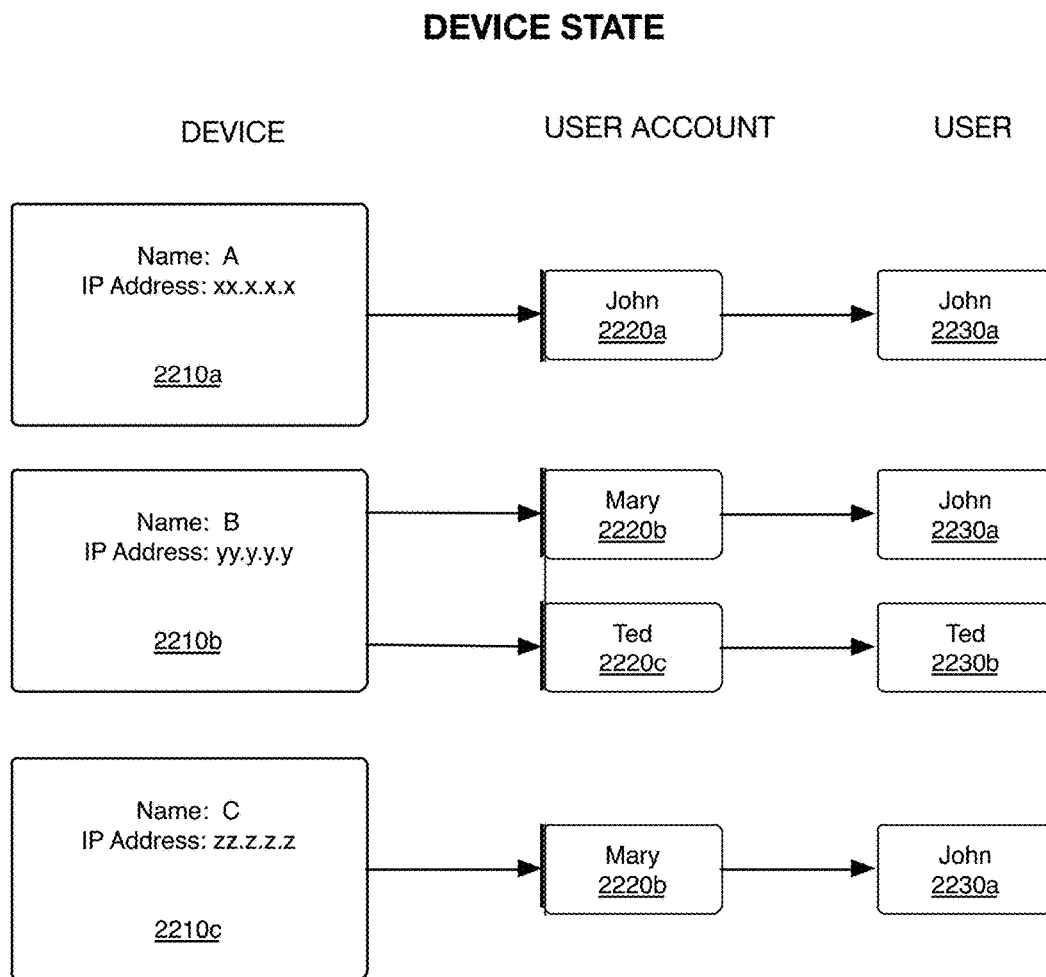 DEVICE STATE
DEVICE
USER ACCOUNT
USER
Name: A
IP Address: xx.x.x.x
2210a
John
2220a
John
2230a
Name: B
IP Address: yy.y.y.y
2210b
Mary
2220b
John
2230a
Ted
2220c
Ted
2230b
Name: C
IP Address: zz.z.z.z
2210c
Mary
2220b
John
2230a